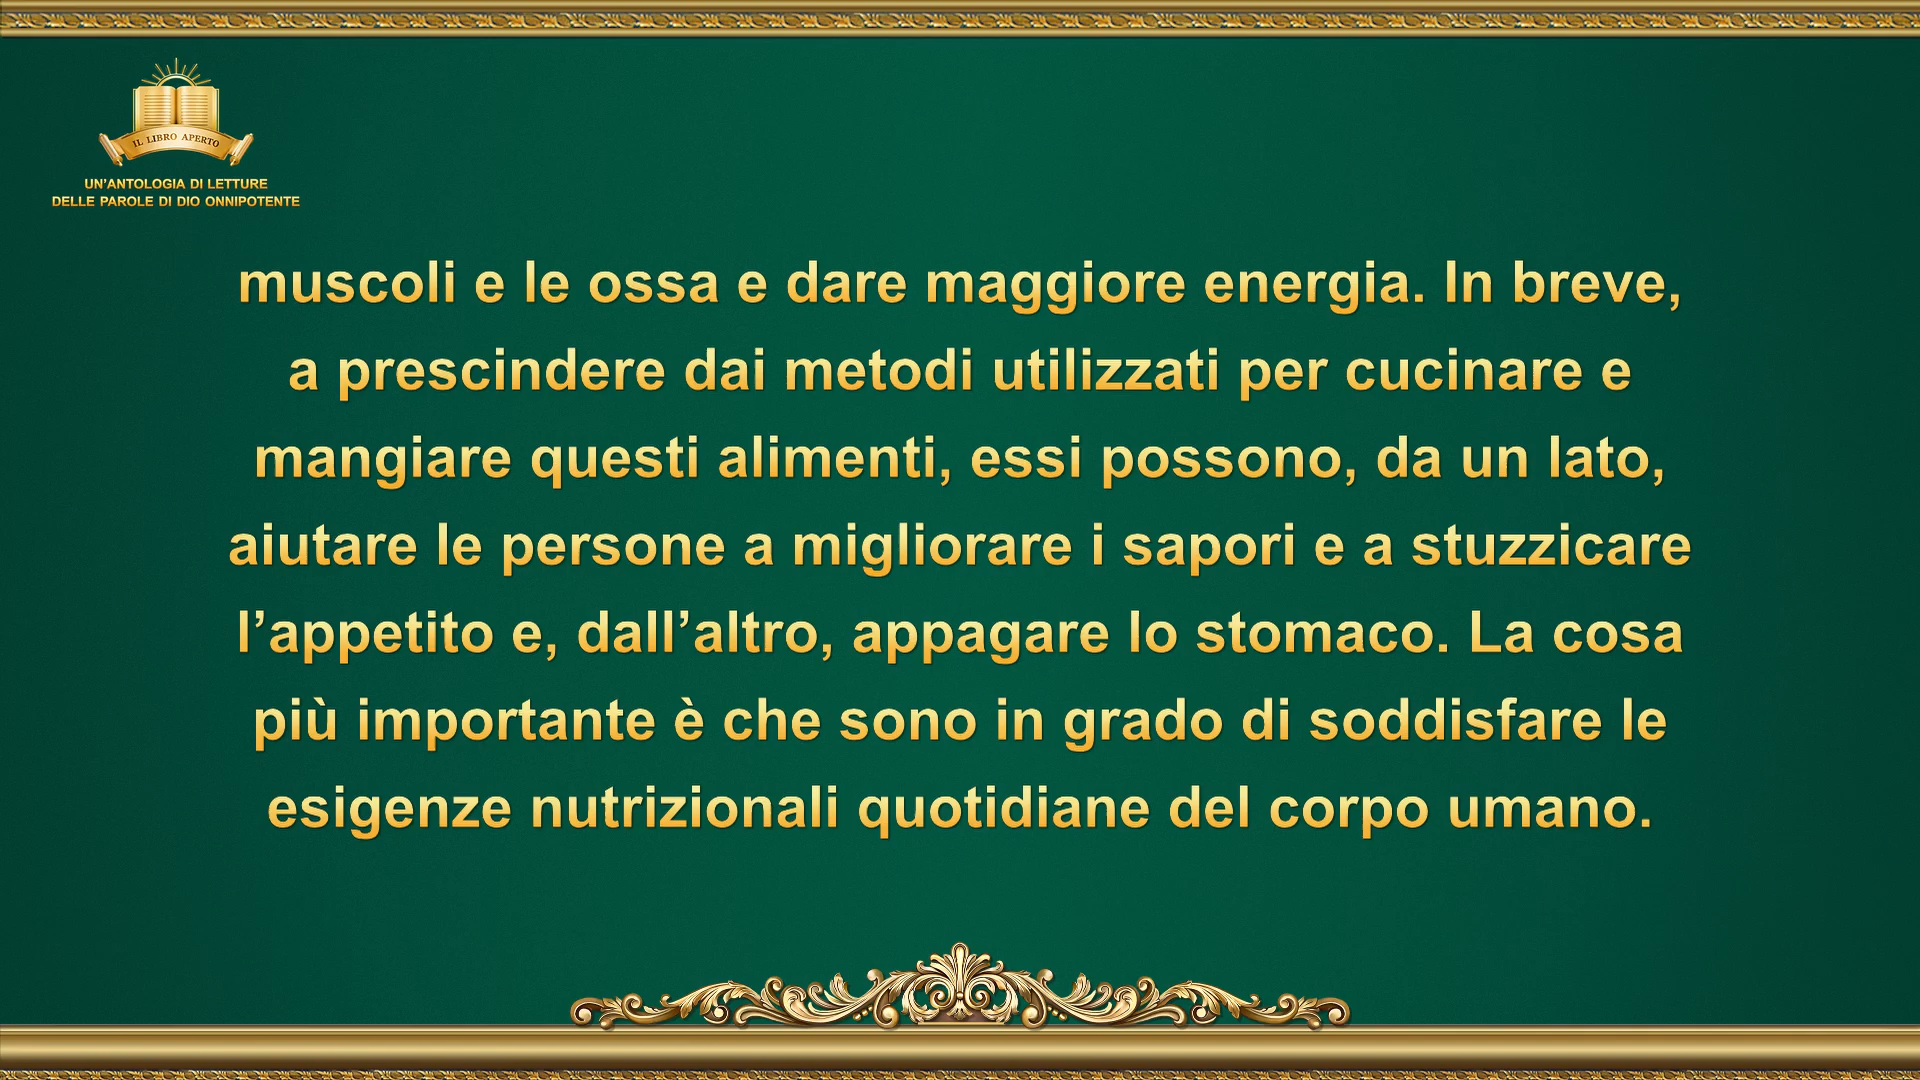 IL LIBRO APERTO
UN’ANTOLOGIA DI LETTURE
DELLE PAROLE DI DIO ONNIPOTENTE
muscoli e le ossa e dare maggiore energia. In breve,
a prescindere dai metodi utilizzati per cucinare e
mangiare questi alimenti, essi possono, da un lato,
aiutare le persone a migliorare i sapori e a stuzzicare
l’appetito e, dall’altro, appagare lo stomaco. La cosa
più importante è che sono in grado di soddisfare le
esigenze nutrizionali quotidiane del corpo umano.